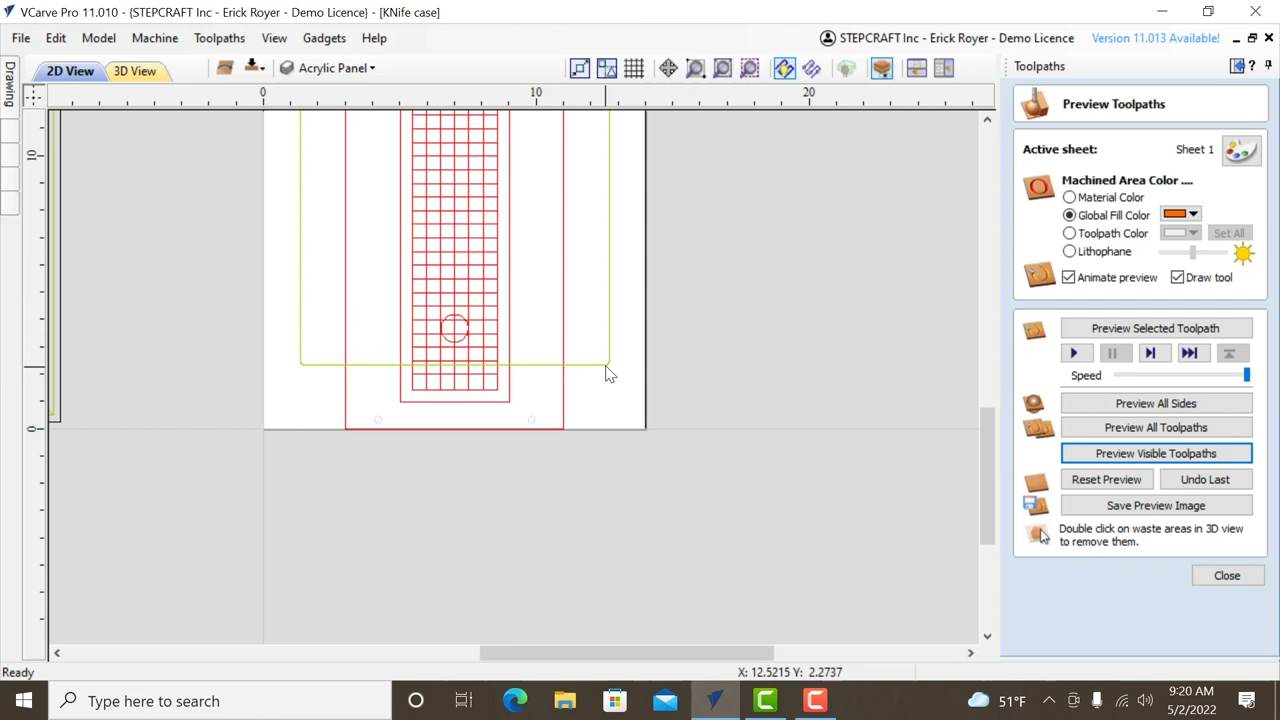 VCarve Pro 11.010 - {STEPCRAFT Inc - Erick Royer - Demo Licence} - [KNife case]
File Edit Model Machine Toolpaths View Gadgets Help
STEPCRAFT Inc - Erick Royer - Demo Licence Version 11.013 Available!
Drawing
2D View 3D View
Acrylic Panel
Toolpaths
0 10 20
10
0
Preview Toolpaths
Active sheet: Sheet 1
Machined Area Color ....
Material Color
Global Fill Color
Toolpath Color Set All
Lithophane
Animate preview Draw tool
Preview Selected Toolpath
Speed
Preview All Sides
Preview All Toolpaths
Preview Visible Toolpaths
Reset Preview Undo Last
Save Preview Image
Double click on waste areas in 3D view
to remove them.
Close
Ready X: 12.5215 Y: 2.2737
Type here to search
51°F
9:20 AM
5/2/2022